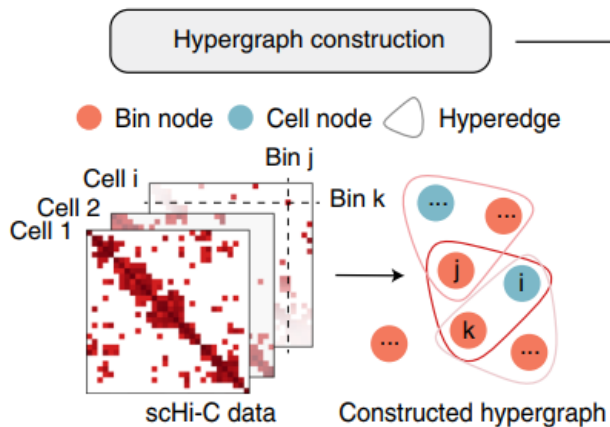 Hypergraph construction
Bin node Cell node Hyperedge
Bin j
Cell i
Bin k
Cell 2
Cell 1
... ...
j i
k
... ...
scHi-C data Constructed hypergraph